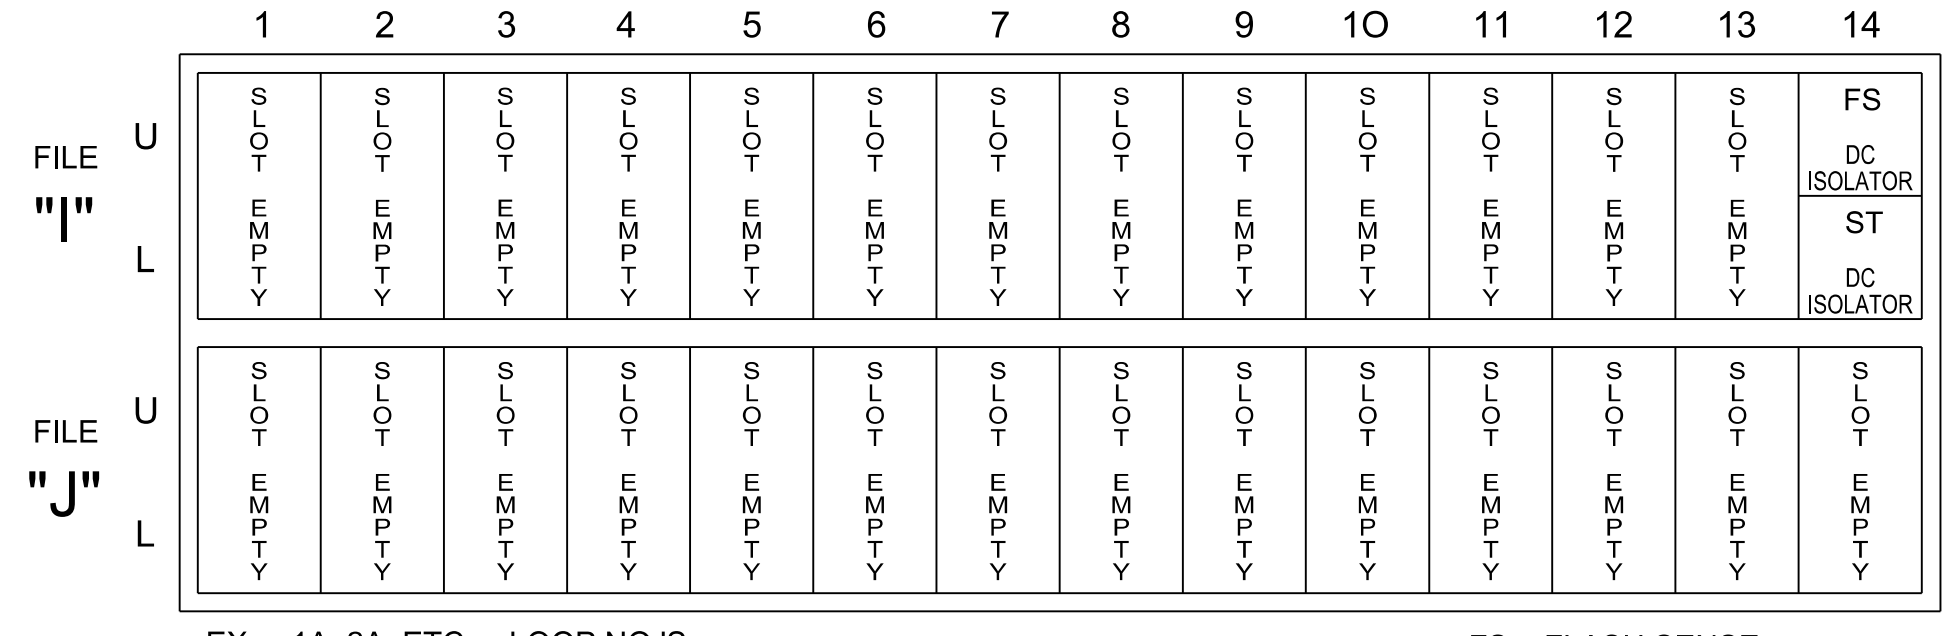 1 2 3 4 5 6 7 8 9 10 11 12 13 14
FILE "I"
U
L
SLOT EMPTY SLOT EMPTY SLOT EMPTY SLOT EMPTY SLOT EMPTY SLOT EMPTY SLOT EMPTY SLOT EMPTY SLOT EMPTY SLOT EMPTY SLOT EMPTY SLOT EMPTY SLOT EMPTY
FS
DC
ISOLATOR
ST
DC
ISOLATOR
FILE "J"
U
L
SLOT EMPTY SLOT EMPTY SLOT EMPTY SLOT EMPTY SLOT EMPTY SLOT EMPTY SLOT EMPTY SLOT EMPTY SLOT EMPTY SLOT EMPTY SLOT EMPTY SLOT EMPTY SLOT EMPTY SLOT EMPTY